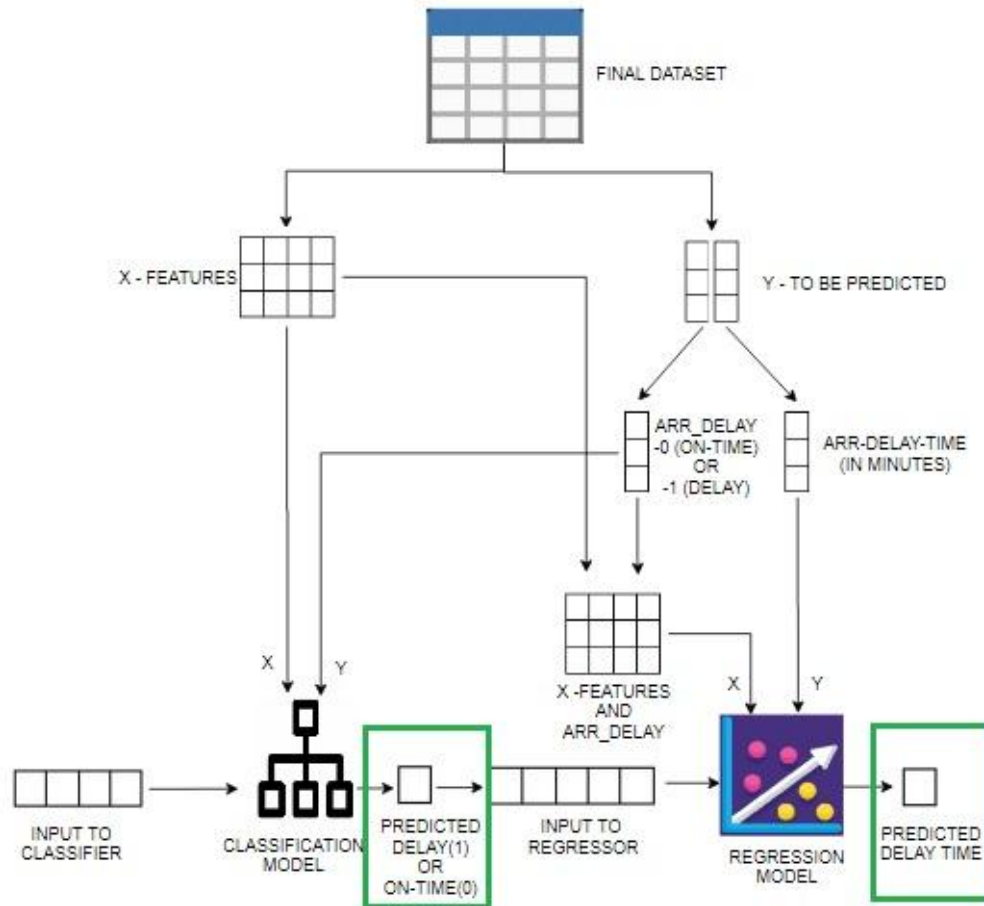 FINAL DATASET
X - FEATURES
Y - TO BE PREDICTED
ARR_DELAY
-0 (ON-TIME)
OR
-1 (DELAY)
ARR-DELAY-TIME
(IN MINUTES)
X
Y
X -FEATURES
AND
ARR_DELAY
X
Y
INPUT TO
CLASSIFIER
CLASSIFICATION
MODEL
PREDICTED
DELAY(1)
OR
ON-TIME(0)
INPUT TO
REGRESSOR
REGRESSION
MODEL
PREDICTED
DELAY TIME